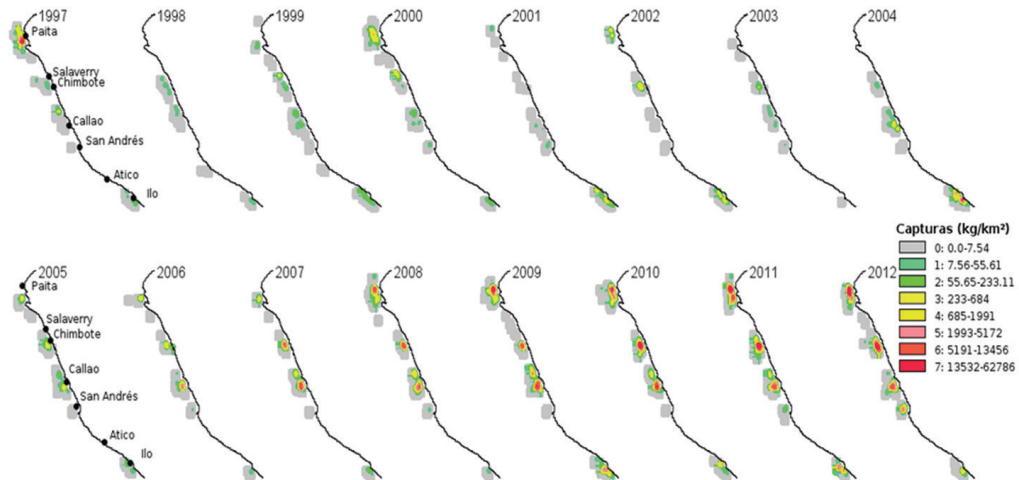 1997
1998
1999
2000
2001
2002
2003
2004
Paita
Salaverry
Chimbote
Callao
San Andrés
Atico
Ilo
Capturas (kg/km²)
0: 0.0-7.54
1: 7.56-55.61
2: 55.65-233.11
3: 233-684
4: 685-1991
5: 1993-5172
6: 5191-13456
7: 13532-62786
2005
2006
2007
2008
2009
2010
2011
2012
Paita
Salaverry
Chimbote
Callao
San Andrés
Atico
Ilo